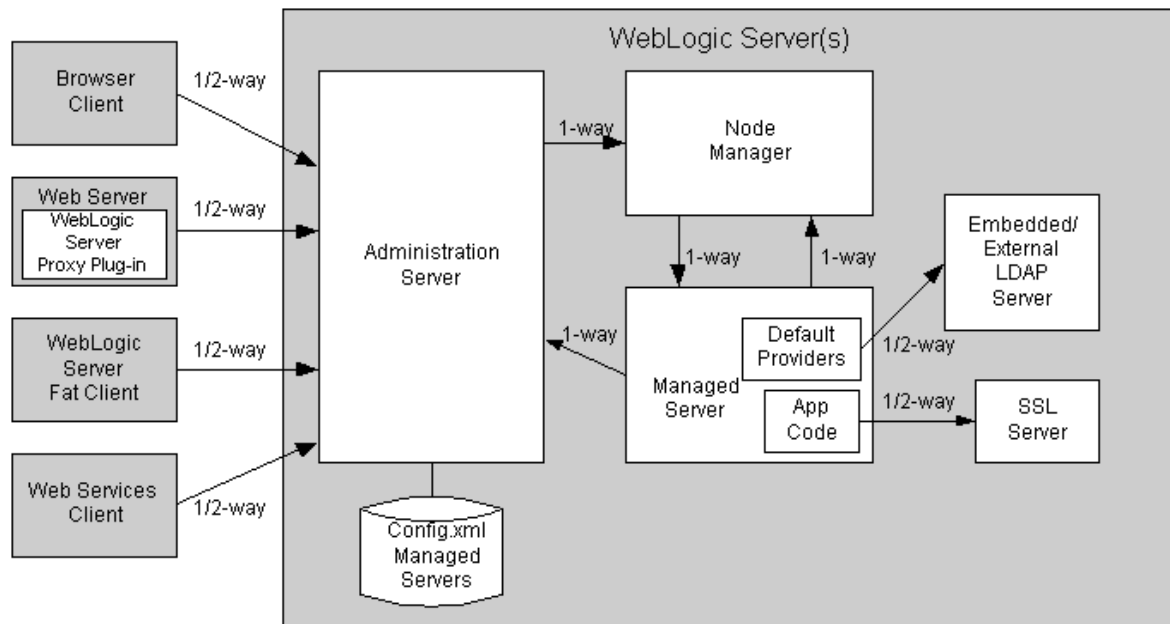 WebLogic Server(s)
Browser
Client
1/2-way
Web Server
WebLogic
Server
Proxy Plug-in
1/2-way
WebLogic
Server
Fat Client
1/2-way
Web Services
Client
1/2-way
Administration
Server
Config.xml
Managed
Servers
1-way
Node
Manager
1-way
1-way
1-way
Managed
Server
Default
Providers
App
Code
1/2-way
Embedded/
External
LDAP
Server
1/2-way
SSL
Server